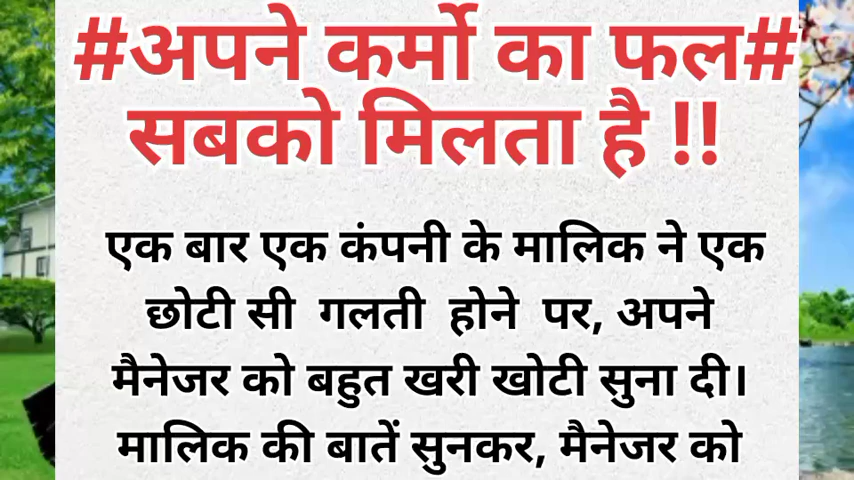 #अपने कर्मो का फल#
सबको मिलता है !!
एक बार एक कंपनी के मालिक ने एक
छोटी सी गलती होने पर, अपने
मैनेजर को बहुत खरी खोटी सुना दी।
मालिक की बातें सुनकर, मैनेजर को